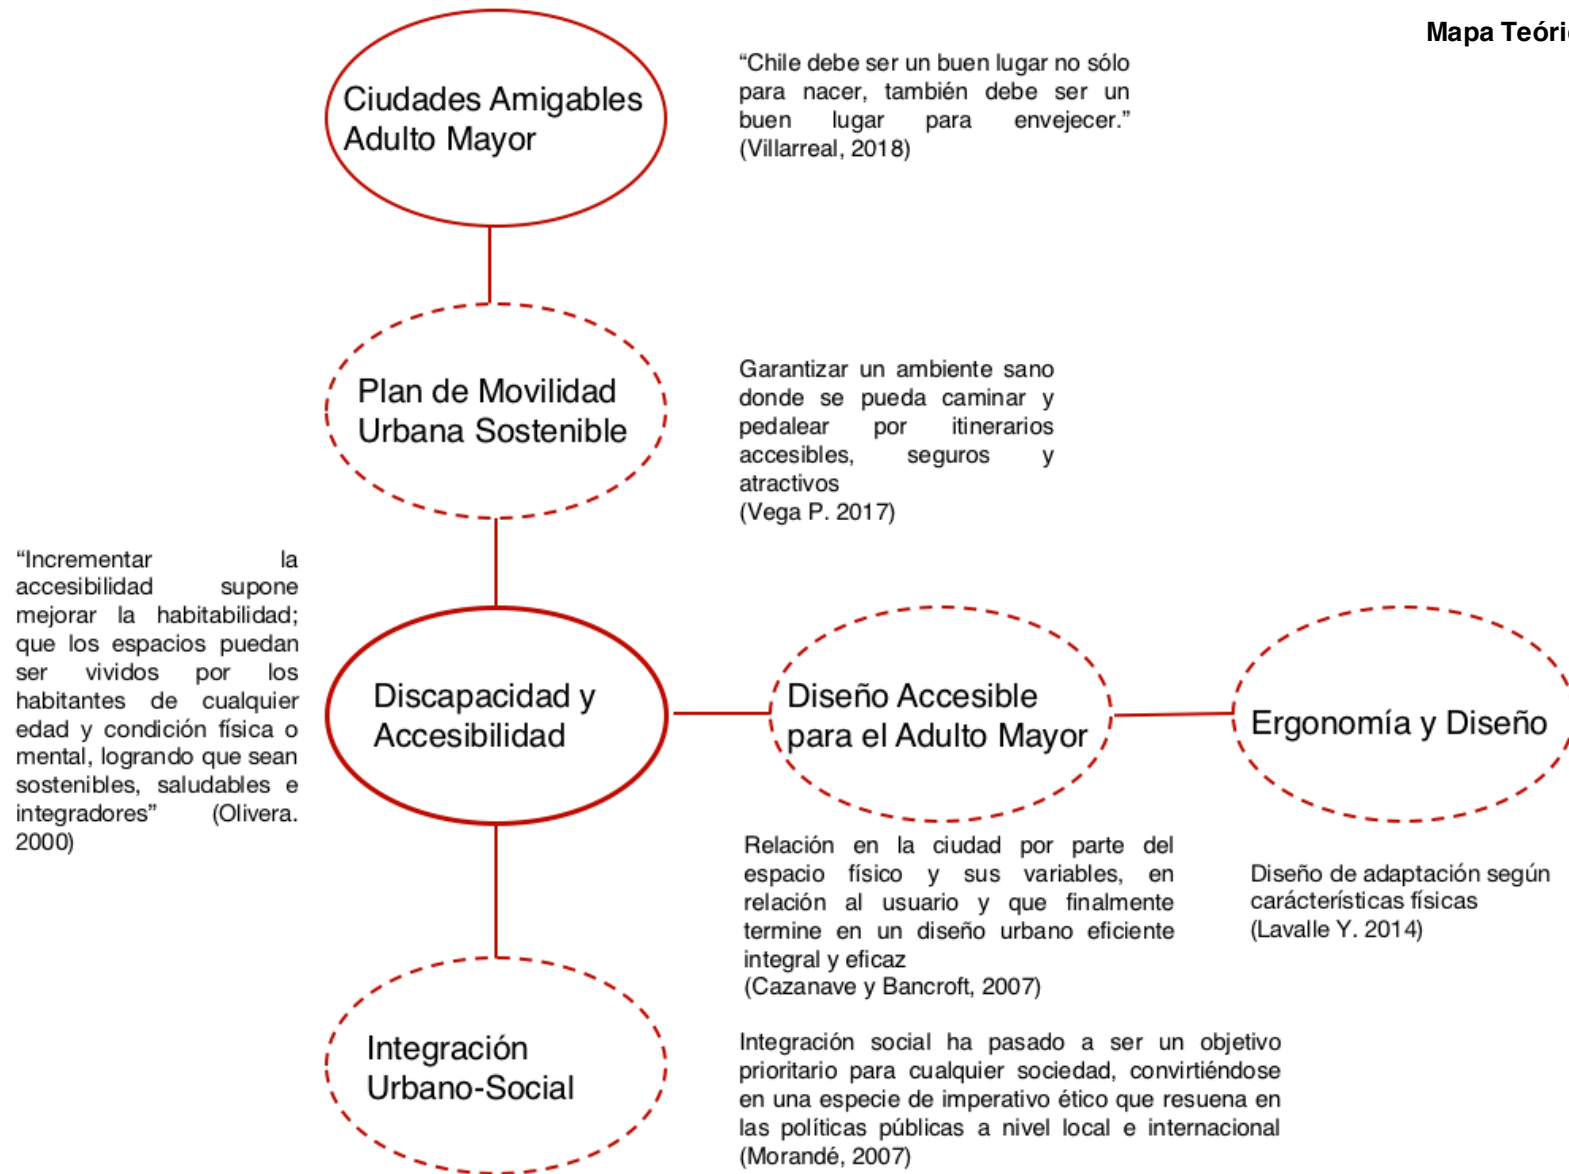 Mapa Teóri
Ciudades Amigables
Adulto Mayor
“Chile debe ser un buen lugar no sólo
para nacer, también debe ser un
buen lugar para envejecer.”
(Villarreal, 2018)
Plan de Movilidad
Urbana Sostenible
Garantizar un ambiente sano
donde se pueda caminar y
pedalear por itinerarios
accesibles, seguros y
atractivos
(Vega P. 2017)
“Incrementar la
accesibilidad supone
mejorar la habitabilidad;
que los espacios puedan
ser vividos por los
habitantes de cualquier
edad y condición física o
mental, logrando que sean
sostenibles, saludables e
integradores” (Olivera.
2000)
Discapacidad y
Accesibilidad
Diseño Accesible
para el Adulto Mayor
Ergonomía y Diseño
Relación en la ciudad por parte del
espacio físico y sus variables, en
relación al usuario y que finalmente
termine en un diseño urbano eficiente
integral y eficaz
(Cazanave y Bancroft, 2007)
Diseño de adaptación según
carácterísticas físicas
(Lavalle Y. 2014)
Integración
Urbano-Social
Integración social ha pasado a ser un objetivo
prioritario para cualquier sociedad, convirtiéndose
en una especie de imperativo ético que resuena en
las políticas públicas a nivel local e internacional
(Morandé, 2007)